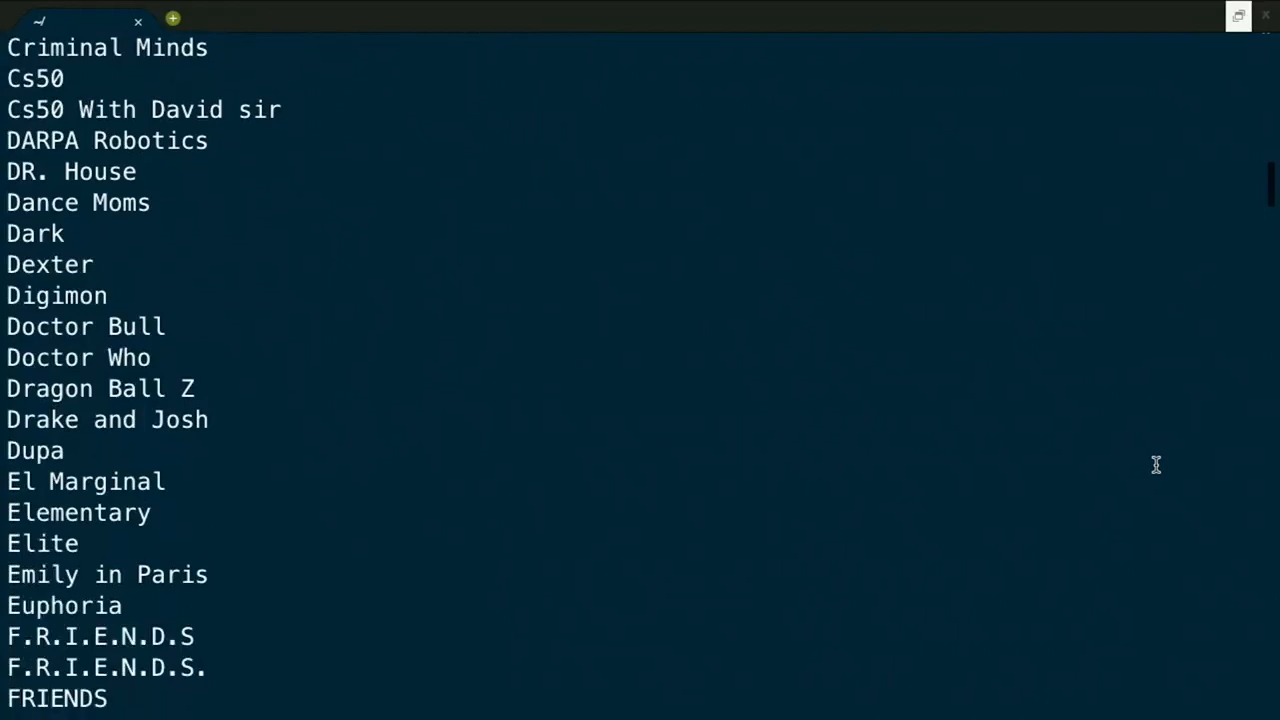 ~/
Criminal Minds
Cs50
Cs50 With David sir
DARPA Robotics
DR. House
Dance Moms
Dark
Dexter
Digimon
Doctor Bull
Doctor Who
Dragon Ball Z
Drake and Josh
Dupa
El Marginal
Elementary
Elite
Emily in Paris
Euphoria
F.R.I.E.N.D.S
F.R.I.E.N.D.S.
FRIENDS